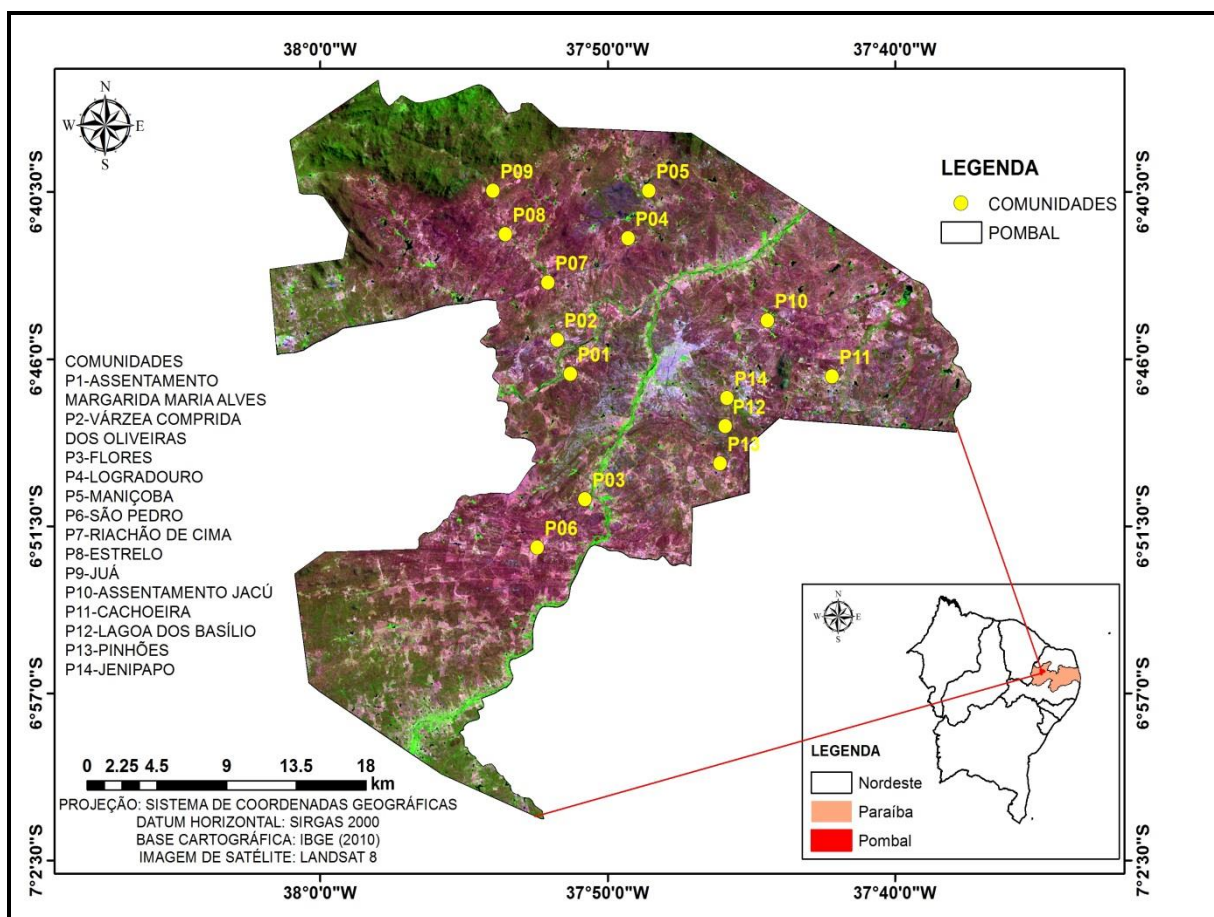 38°0'0"W
37°50'0"W
37°40'0"W
N
W
E
S
6°40'30"S
6°46'0"S
6°51'30"S
6°57'0"S
7°2'30"S
P09
P05
P08
P04
P07
P02
P10
P01
P11
P14
P12
P13
P03
P06
LEGENDA
COMUNIDADES
POMBAL
6°40'30"S
6°46'0"S
6°51'30"S
6°57'0"S
7°2'30"S
COMUNIDADES
P1-ASSENTAMENTO
MARGARIDA MARIA ALVES
P2-VÁRZEA COMPRIDA
DOS OLIVEIRAS
P3-FLORES
P4-LOGRADOURO
P5-MANIÇOBA
P6-SÃO PEDRO
P7-RIACHÃO DE CIMA
P8-ESTRELO
P9-JUÁ
P10-ASSENTAMENTO JACÚ
P11-CACHOEIRA
P12-LAGOA DOS BASÍLIO
P13-PINHÕES
P14-JENIPAPO
0 2.25 4.5 9 13.5 18
km
PROJEÇÃO: SISTEMA DE COORDENADAS GEOGRÁFICAS
DATUM HORIZONTAL: SIRGAS 2000
BASE CARTOGRÁFICA: IBGE (2010)
IMAGEM DE SATÉLITE: LANDSAT 8
N
W
E
S
LEGENDA
Nordeste
Paraíba
Pombal
38°0'0"W
37°50'0"W
37°40'0"W